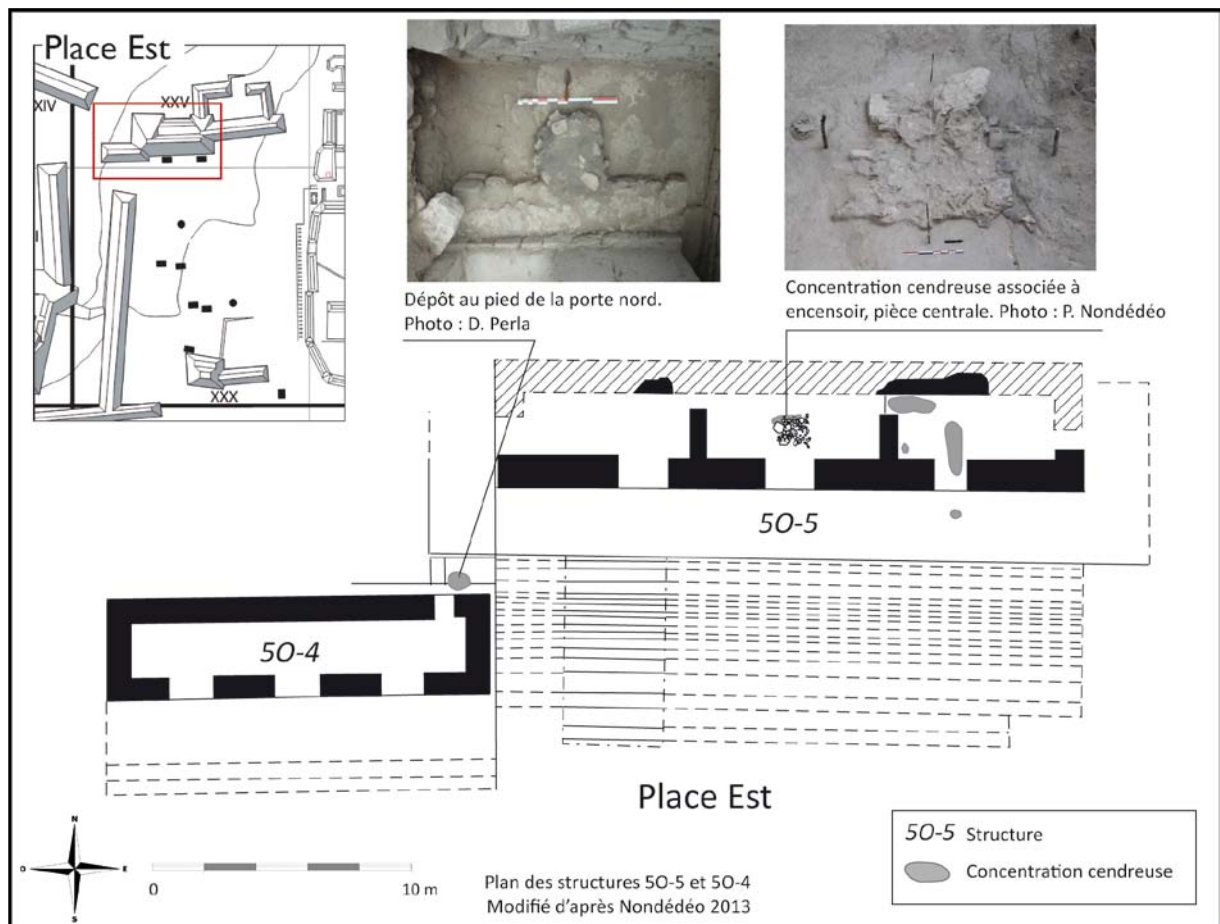 Place Est
XIV
XXV
XXX
Dépôt au pied de la porte nord.
Photo : D. Perla
Concentration cendreuse associée à
encensoir, pièce centrale. Photo : P. Nondédéo
5O-5
5O-4
Place Est
N
O
E
S
0
10 m
Plan des structures 5O-5 et 5O-4
Modifié d'après Nondédéo 2013
5O-5 Structure
Concentration cendreuse